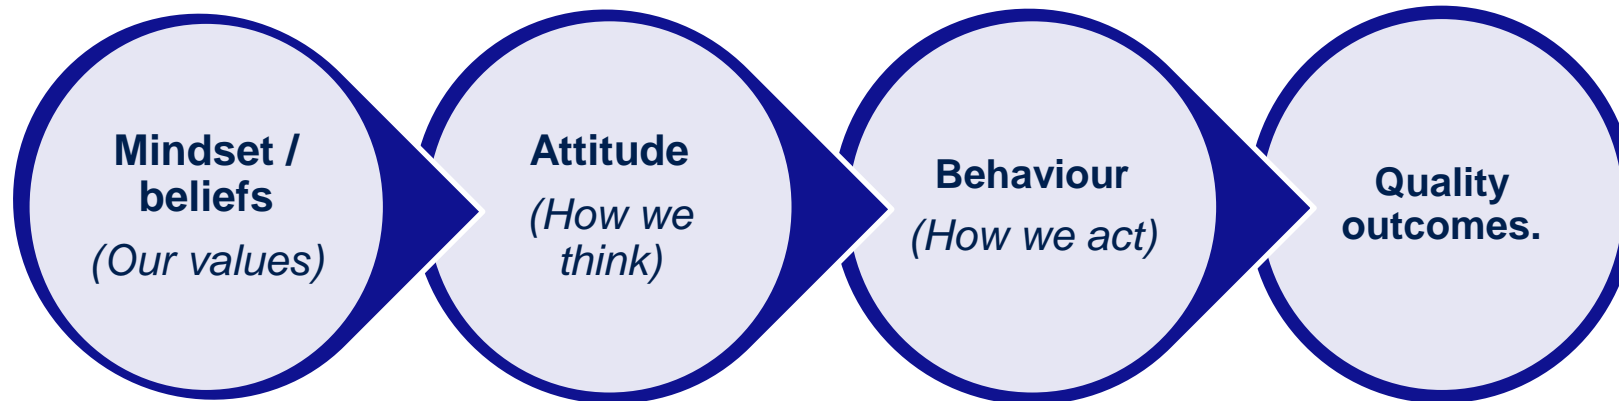 Mindset /
beliefs
(Our values)
Attitude
(How we
think)
Behaviour
(How we act)
Quality
outcomes.